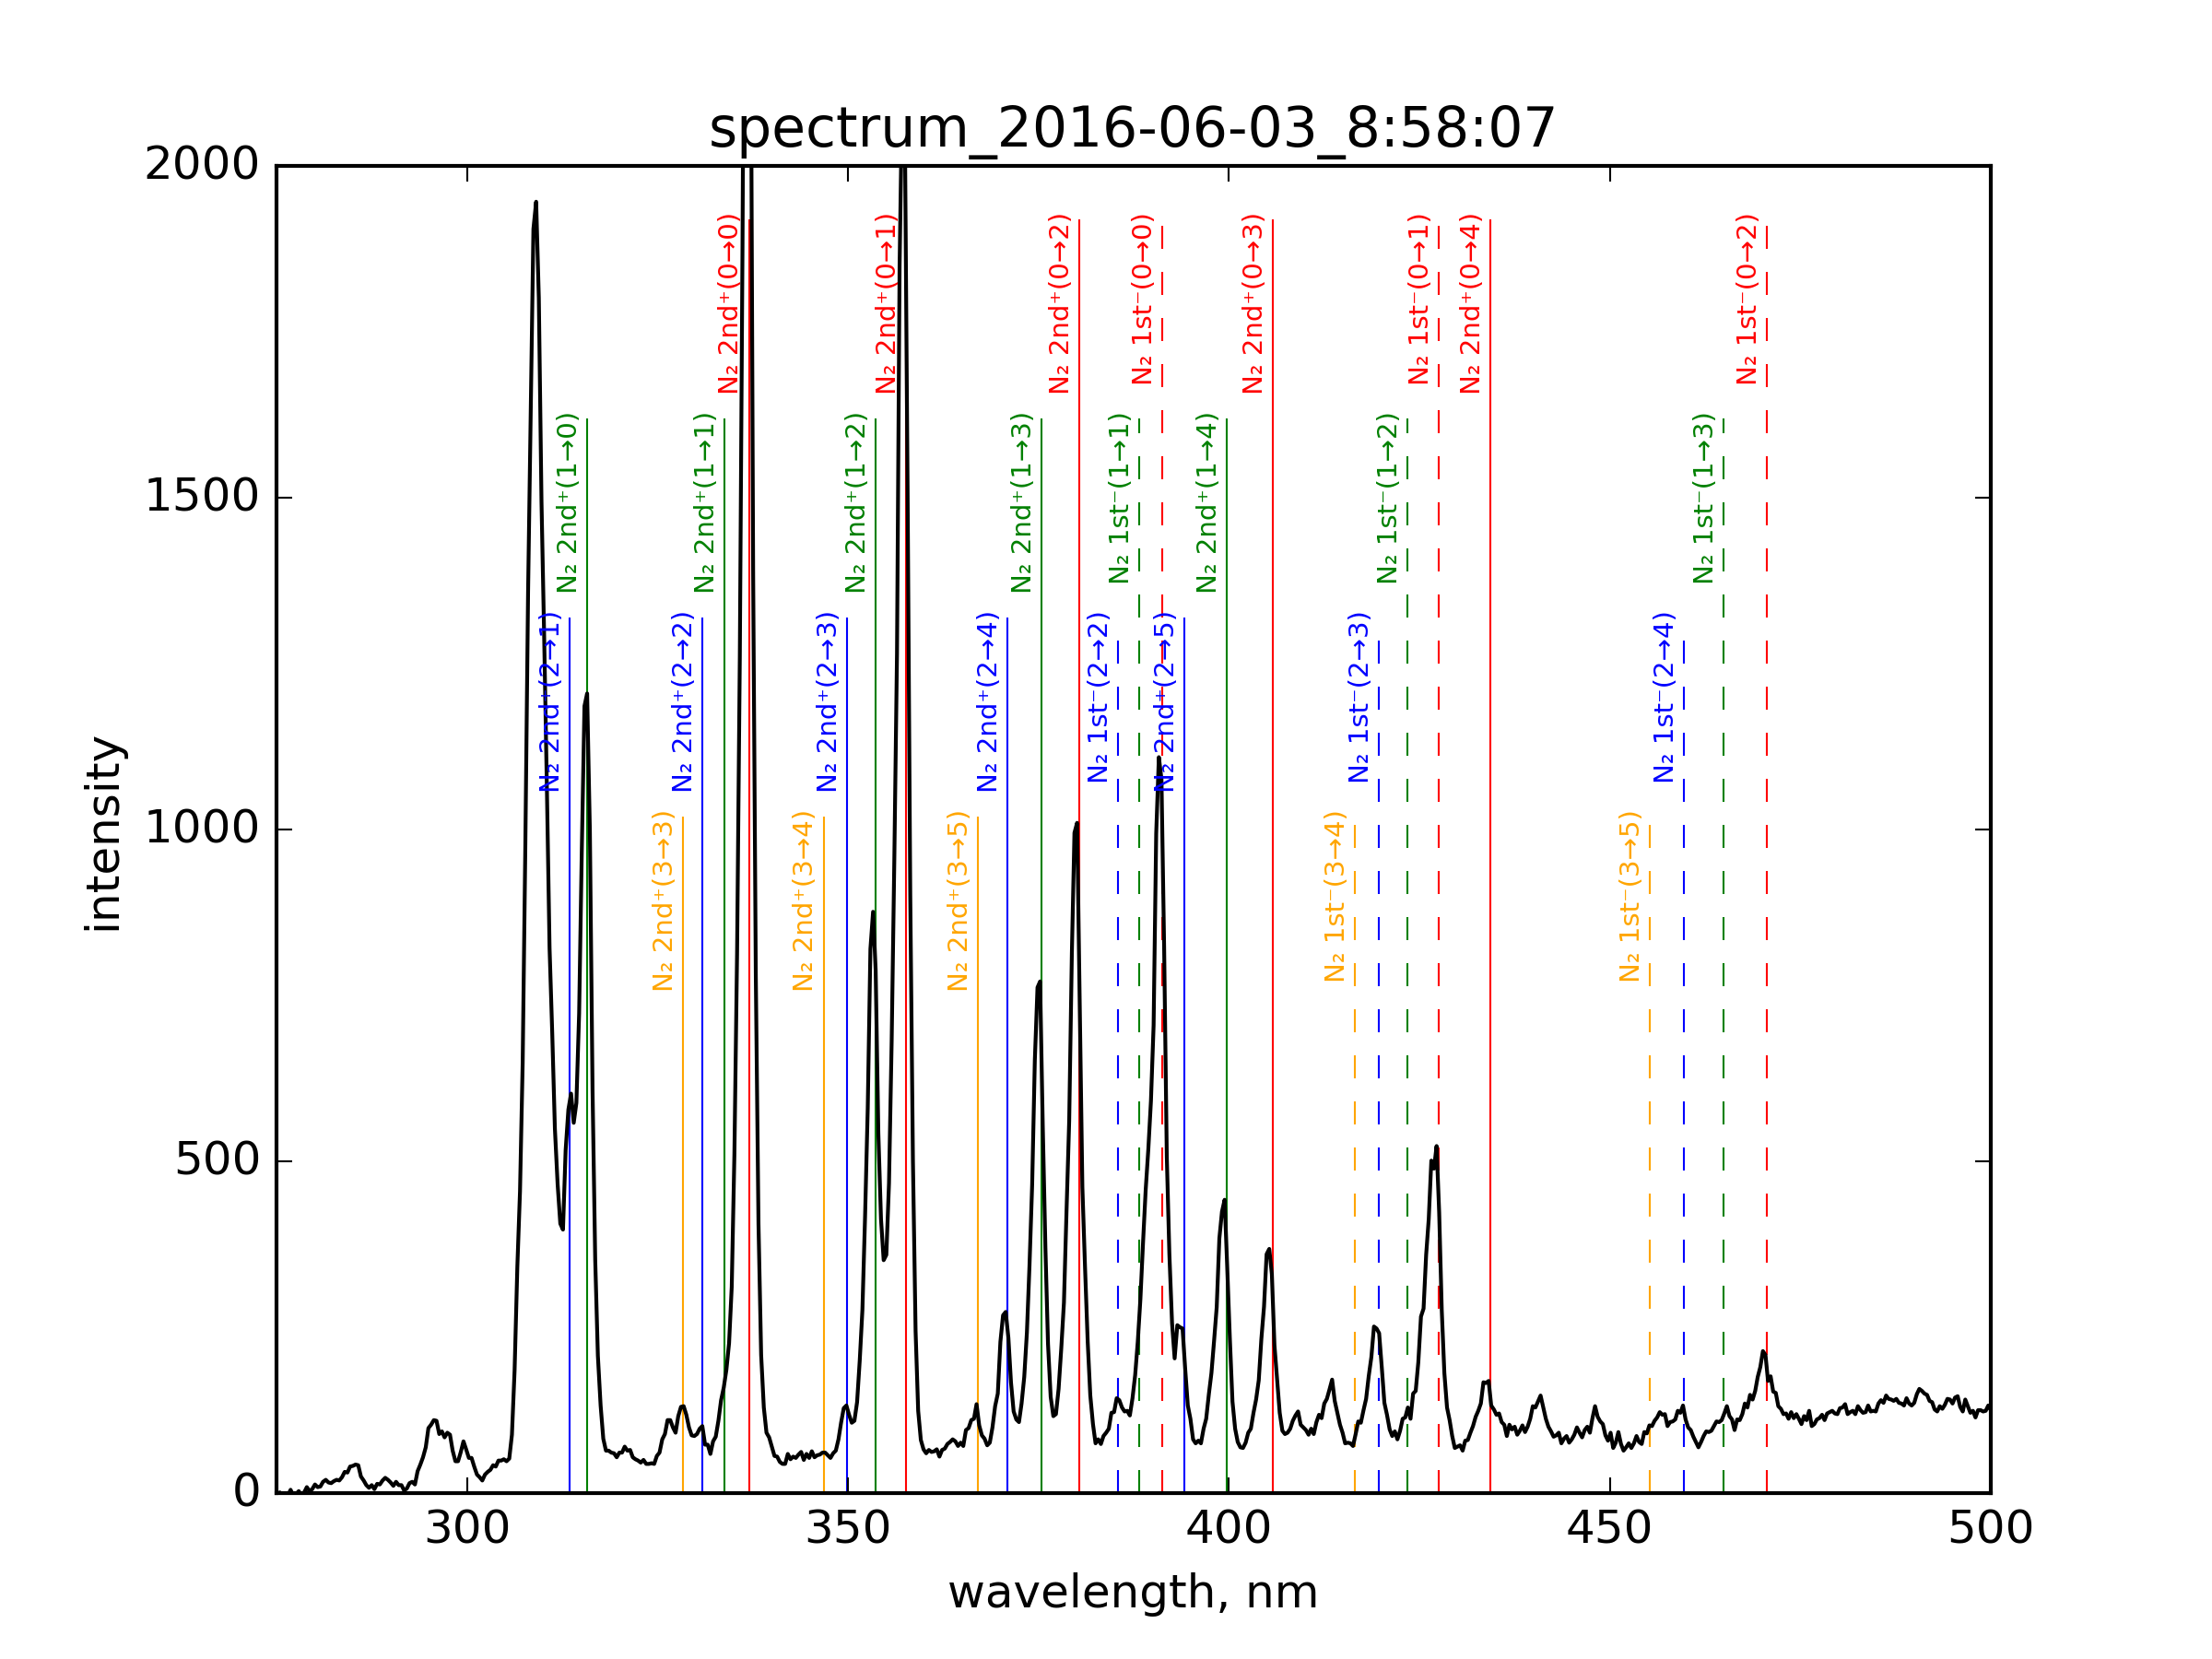 spectrum_2016-06-03_8:58:07
intensity
2000
1500
1000
500
0
N₂ 2nd⁺(0→0)
N₂ 2nd⁺(0→1)
N₂ 2nd⁺(0→2)
N₂ 1st⁻(0→0)
N₂ 2nd⁺(0→3)
N₂ 1st⁻(0→1)
N₂ 2nd⁺(0→4)
N₂ 1st⁻(0→2)
N₂ 2nd⁺(1→0)
N₂ 2nd⁺(1→1)
N₂ 2nd⁺(1→2)
N₂ 2nd⁺(1→3)
N₂ 1st⁻(1→1)
N₂ 2nd⁺(1→4)
N₂ 1st⁻(1→2)
N₂ 1st⁻(1→3)
N₂ 2nd⁺(2→1)
N₂ 2nd⁺(2→2)
N₂ 2nd⁺(2→3)
N₂ 2nd⁺(2→4)
N₂ 1st⁻(2→2)
N₂ 2nd⁺(2→5)
N₂ 1st⁻(2→3)
N₂ 1st⁻(2→4)
N₂ 2nd⁺(3→3)
N₂ 2nd⁺(3→4)
N₂ 2nd⁺(3→5)
N₂ 1st⁻(3→4)
N₂ 1st⁻(3→5)
300 350 400 450 500
wavelength, nm